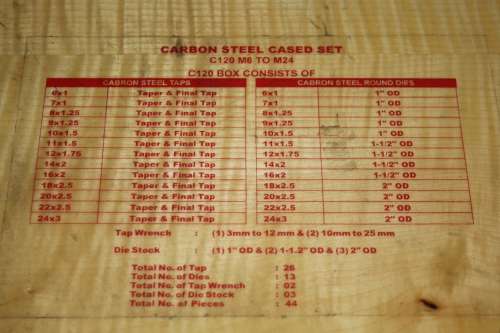 CARBON STEEL CASED SET
C120 M6 TO M24
C120 BOX CONSISTS OF
CABRON STEEL TAPS CABRON STEEL ROUND DIES
6x1 Taper & Final Tap 6x1 1" OD
7x1 Taper & Final Tap 7x1 1" OD
8x1.25 Taper & Final Tap 8x1.25 1" OD
9x1.25 Taper & Final Tap 9x1.25 1" OD
10x1.5 Taper & Final Tap 10x1.5 1" OD
11x1.5 Taper & Final Tap 11x1.5 1-1/2" OD
12x1.75 Taper & Final Tap 12x1.75 1-1/2" OD
14x2 Taper & Final Tap 14x2 1-1/2" OD
16x2 Taper & Final Tap 16x2 1-1/2" OD
18x2.5 Taper & Final Tap 18x2.5 2" OD
20x2.5 Taper & Final Tap 20x2.5 2" OD
22x2.5 Taper & Final Tap 22x2.5 2" OD
24x3 Taper & Final Tap 24x3 2" OD
Tap Wrench : (1) 3mm to 12 mm & (2) 10mm to 25 mm
Die Stock (1) 1" OD & (2) 1-1.2" OD & (3) 2" OD
Total No. of Tap : 26
Total No. of Dies : 13
Total No. of Tap Wrench : 02
Total No. of Die Stock : 03
Total No. of Pieces : 44